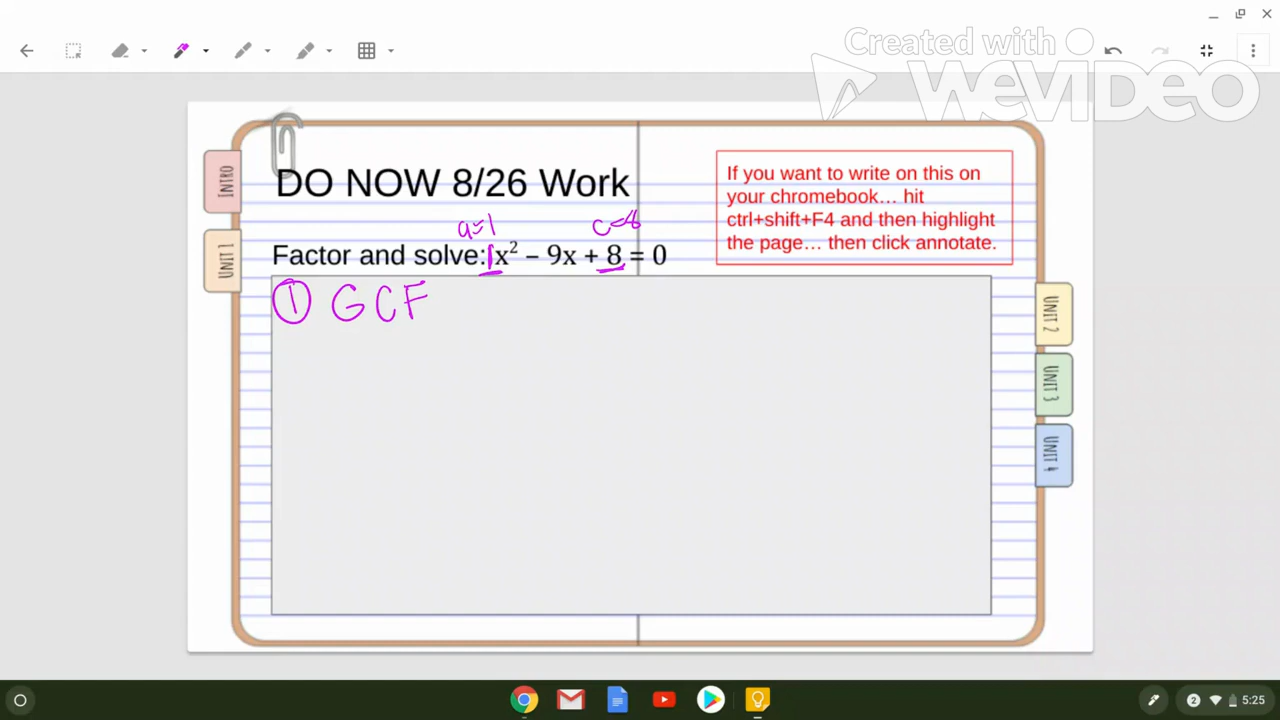 Created with
WEVIDEO
INTRO
UNIT 1
DO NOW 8/26 Work
If you want to write on this on
your chromebook... hit
ctrl+shift+F4 and then highlight
the page... then click annotate.
a=1 c=8
Factor and solve: 1x² – 9x + 8 = 0
① GCF
UNIT 2
UNIT 3
UNIT 4
2
5:25